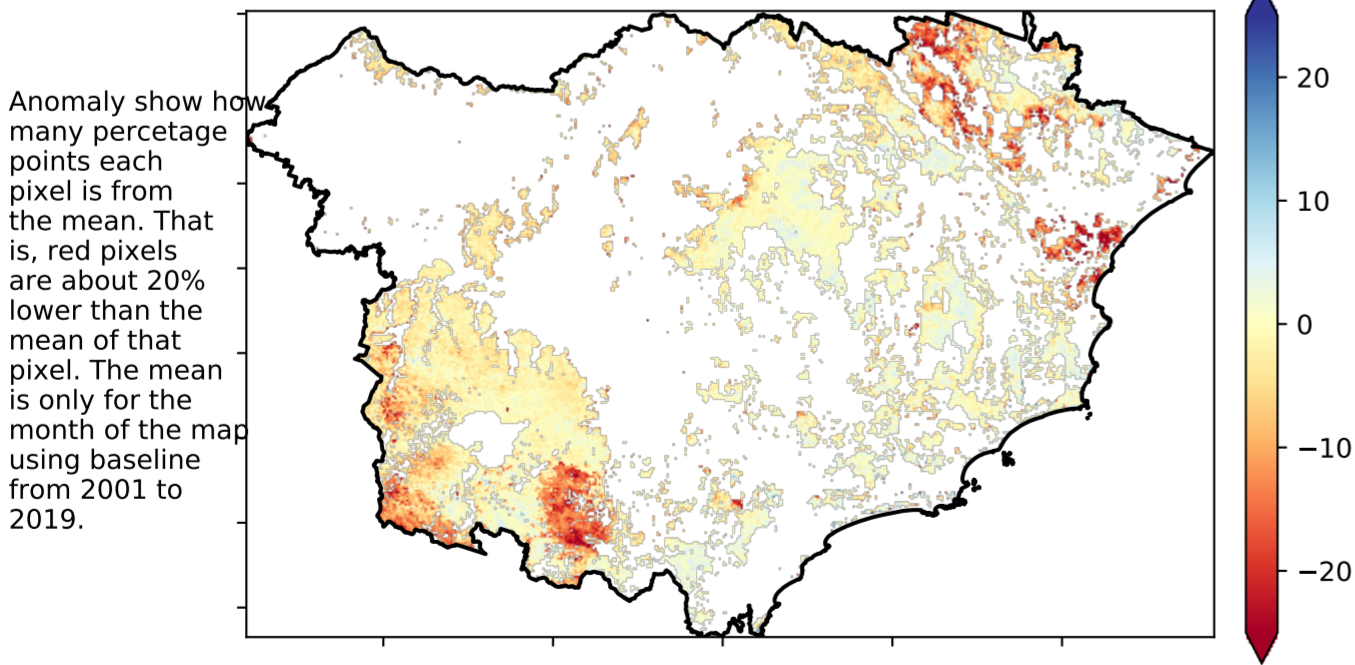 Anomaly show how
many percetage
points each
pixel is from
the mean. That
is, red pixels
are about 20%
lower than the
mean of that
pixel. The mean
is only for the
month of the map
using baseline
from 2001 to
2019.
20
10
0
−10
−20